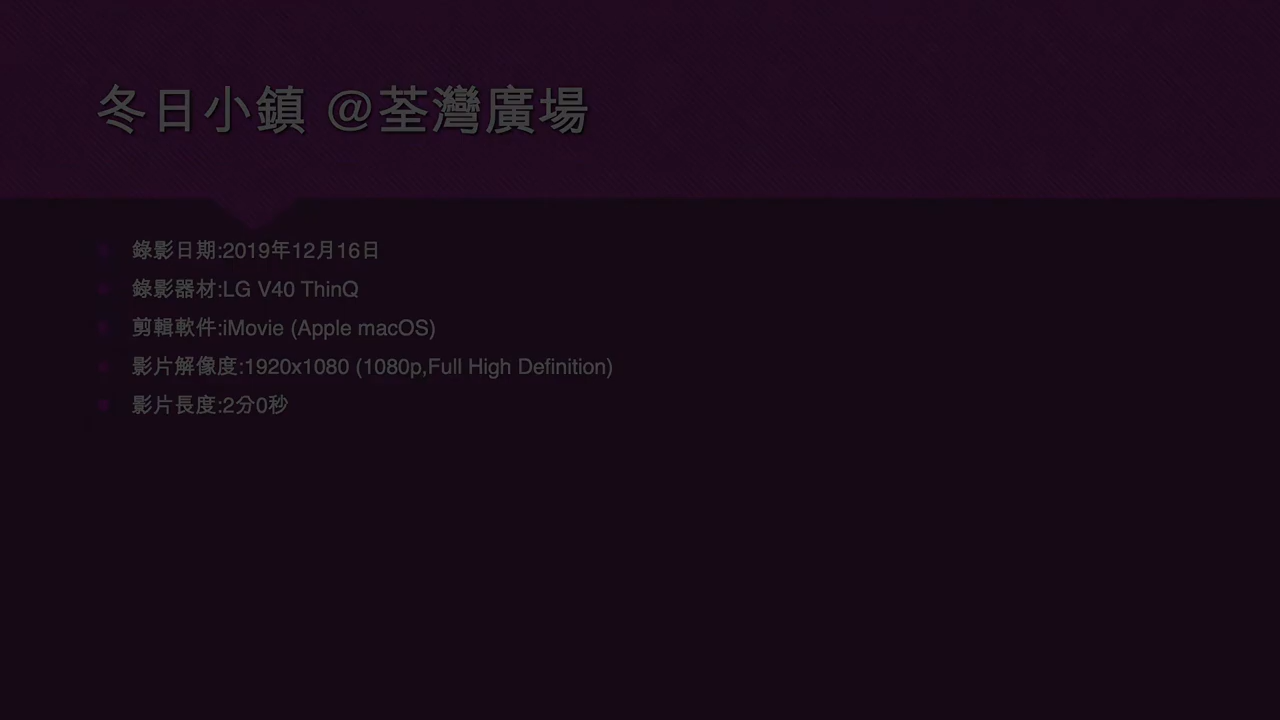 冬日小鎮 @荃灣廣場
錄影日期:2019年12月16日
錄影器材:LG V40 ThinQ
剪輯軟件:iMovie (Apple macOS)
影片解像度:1920x1080 (1080p,Full High Definition)
影片長度:2分0秒